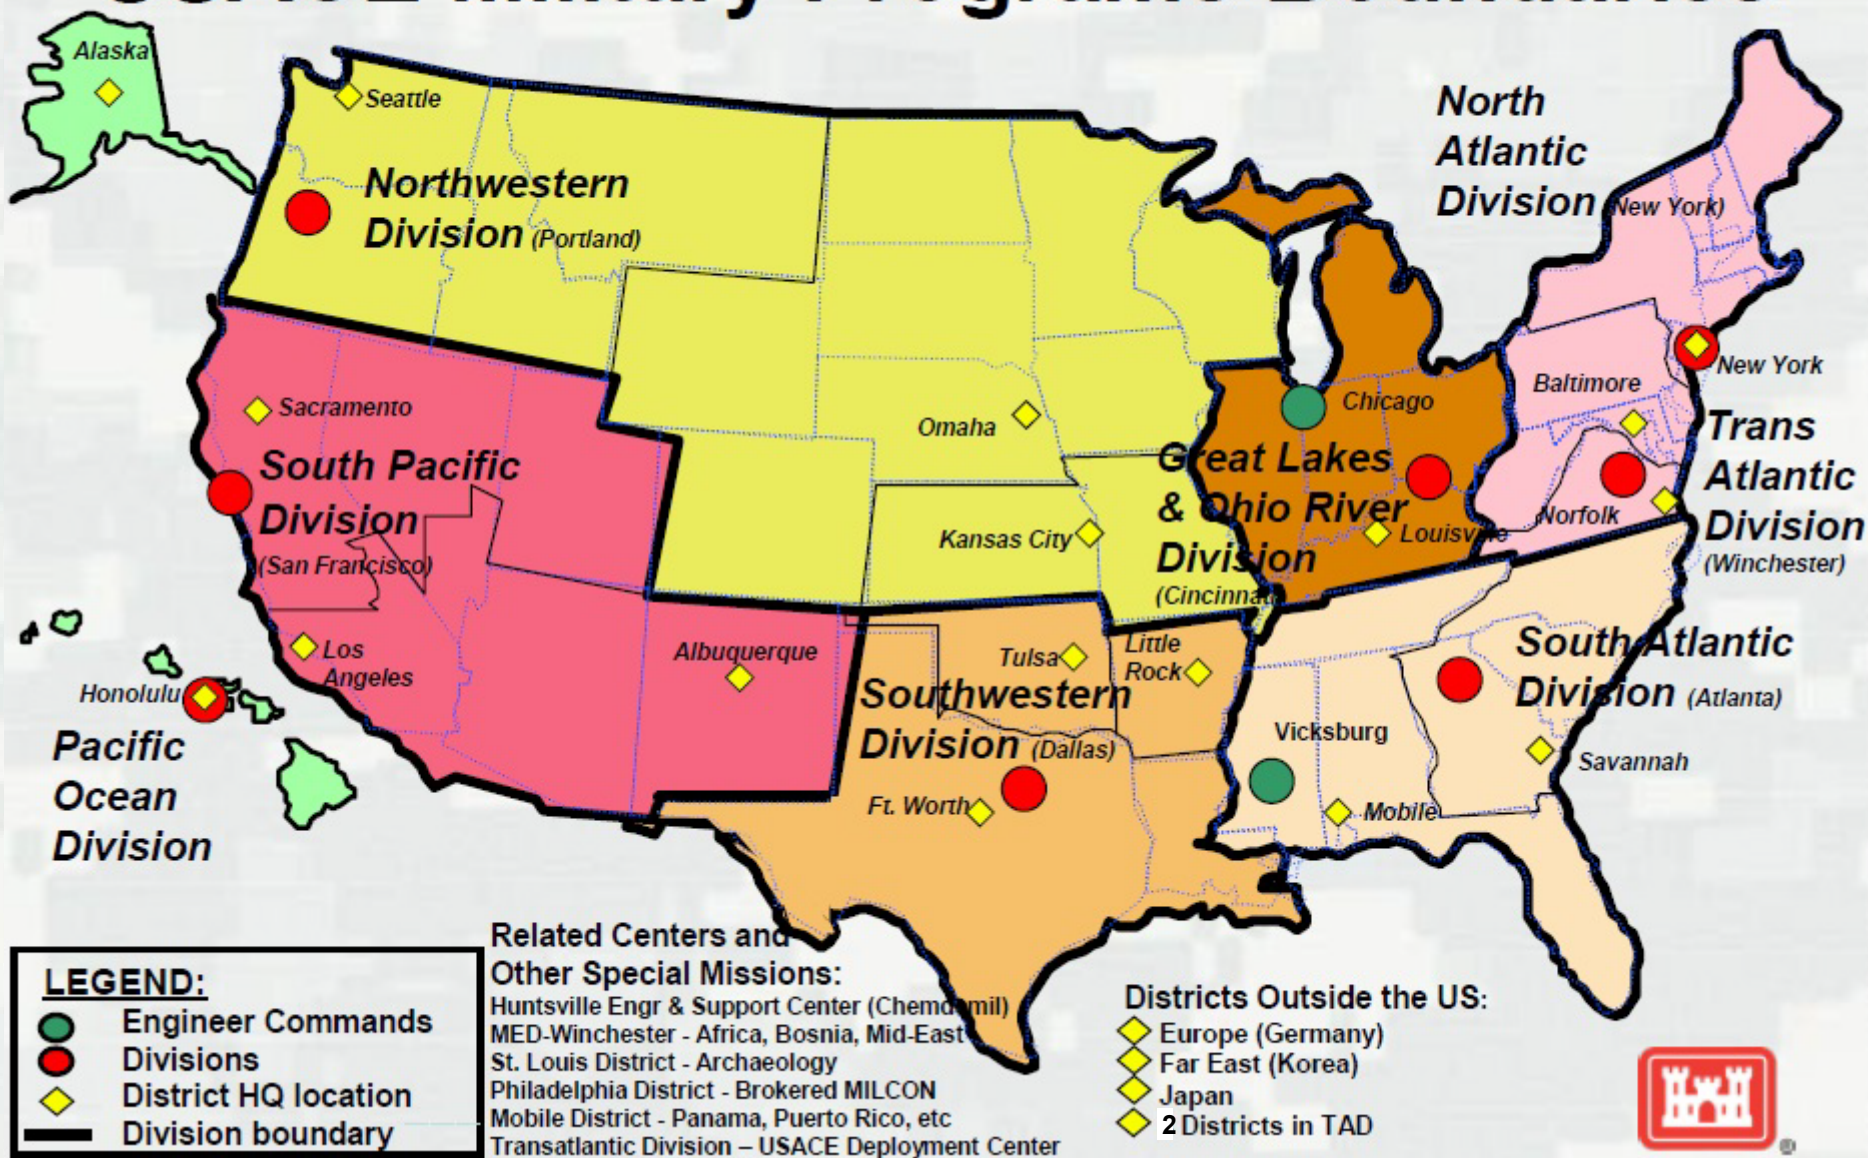 Alaska
Seattle
Northwestern
Division (Portland)
North
Atlantic
Division (New York)
New York
Baltimore
Trans
Atlantic
Division
(Winchester)
Norfolk
Sacramento
South Pacific
Division
(San Francisco)
Omaha
Kansas City
Chicago
Great Lakes
& Ohio River
Division
Louisville
Los
Angeles
Albuquerque
Tulsa
Little
Rock
Southwestern
Division (Dallas)
Ft. Worth
South Atlantic
Division (Atlanta)
Vicksburg
Savannah
Mobile
Honolulu
Pacific
Ocean
Division
LEGEND:
Engineer Commands
Divisions
District HQ location
Division boundary
Related Centers and
Other Special Missions:
Huntsville Engr & Support Center (Chemdemil)
MED-Winchester - Africa, Bosnia, Mid-East
St. Louis District - Archaeology
Philadelphia District - Brokered MILCON
Mobile District - Panama, Puerto Rico, etc
Transatlantic Division – USACE Deployment Center
Districts Outside the US:
Europe (Germany)
Far East (Korea)
Japan
2 Districts in TAD